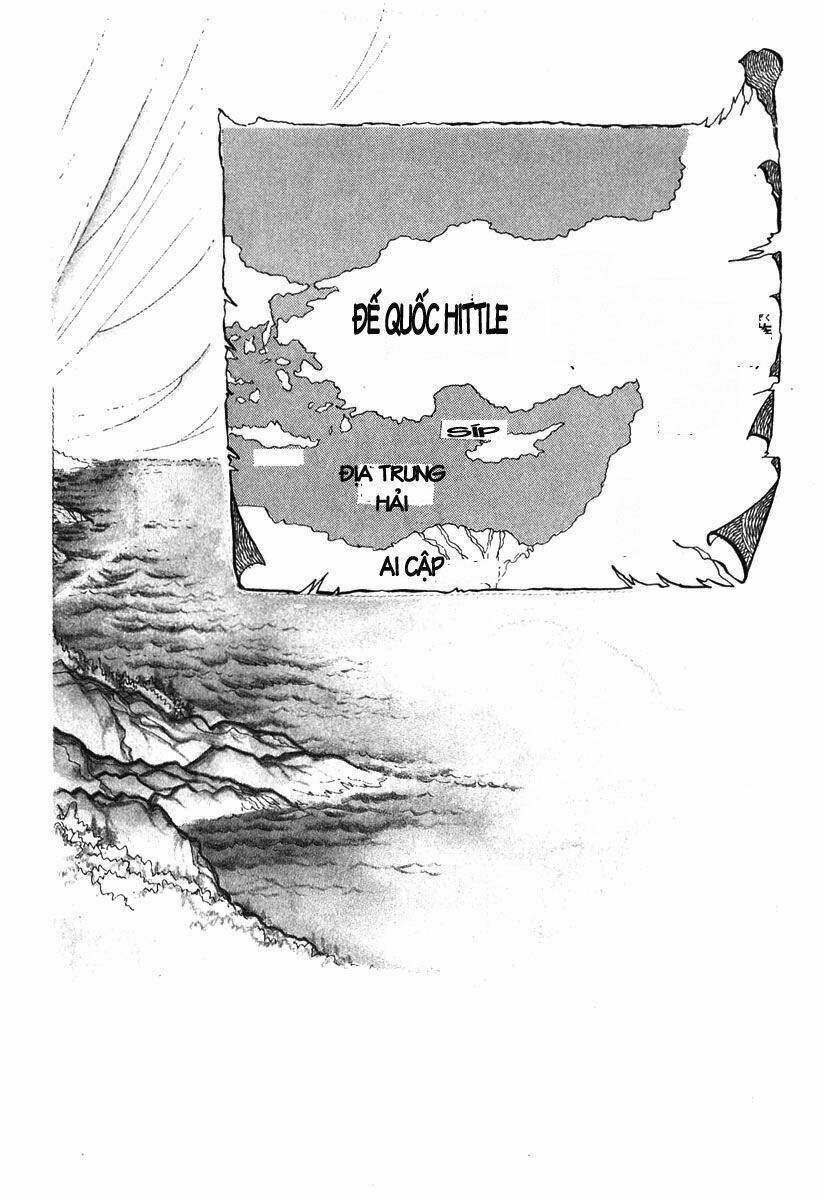 ĐẾ QUỐC HITTLE
SÍP
ĐỊA TRUNG
HẢI
AI CẬP